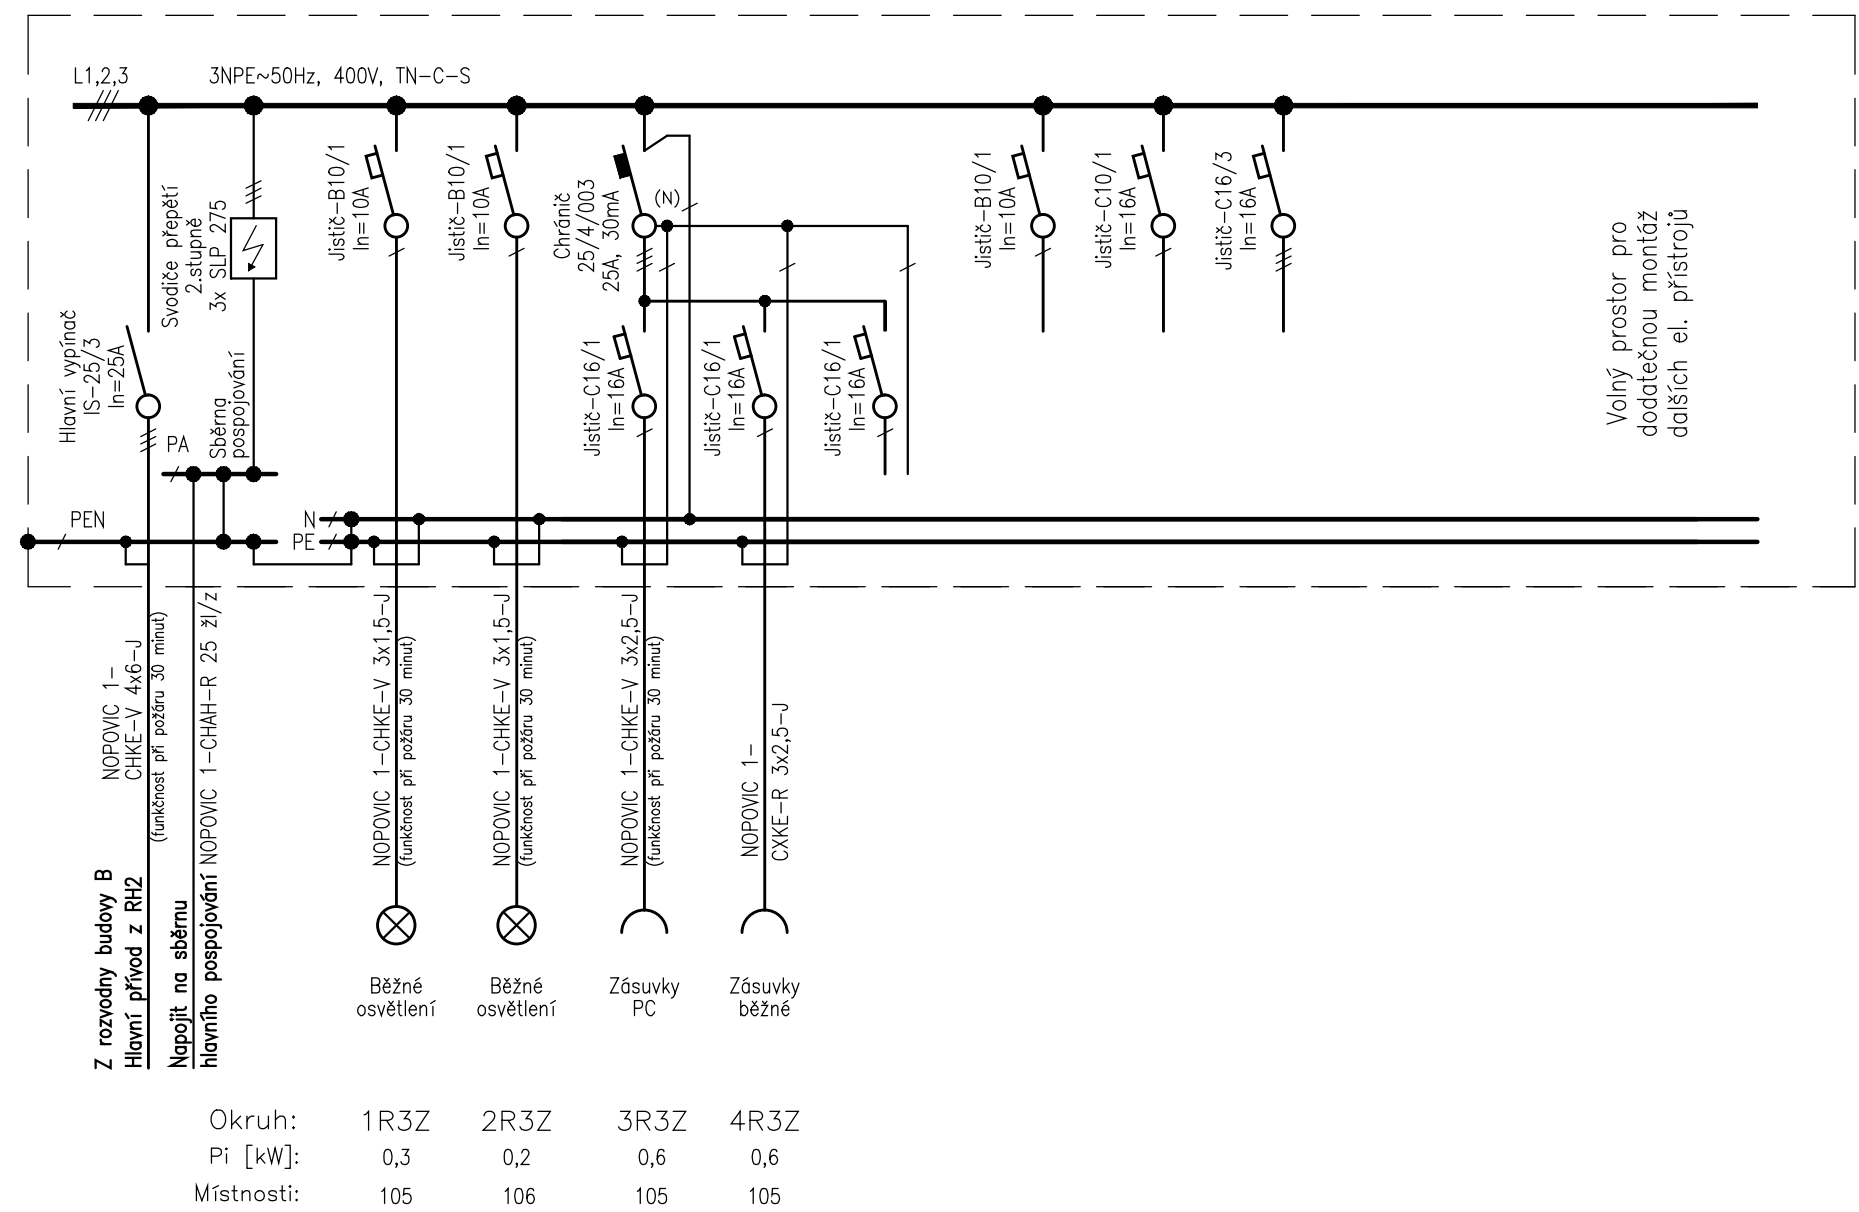 L1,2,3
3NPE~50Hz, 400V, TN-C-S
Hlavní vypínač
IS-25/3
In=25A
Svodiče přepětí
2.stupně
3x SLP 275
Jistič-B10/1
In=10A
Jistič-B10/1
In=10A
Chránič
25/4/003
25A, 30mA
(N)
Jistič-B10/1
In=10A
Jistič-C10/1
In=16A
Jistič-C16/3
In=16A
Volný prostor pro
dodatečnou montáž
dalších el. přístrojů
Jistič-C16/1
In=16A
Jistič-C16/1
In=16A
Jistič-C16/1
In=16A
PA
Sběrna
pospojování
PEN
N
PE
NOPOVIC 1-
CHKE-V 4x6-J
(funkčnost při požáru 30 minut)
NOPOVIC 1-CHAH-R 25 žl/z
NOPOVIC 1-CHKE-V 3x1,5-J
(funkčnost při požáru 30 minut)
NOPOVIC 1-CHKE-V 3x1,5-J
(funkčnost při požáru 30 minut)
NOPOVIC 1-CHKE-V 3x2,5-J
(funkčnost při požáru 30 minut)
NOPOVIC 1-
CXKE-R 3x2,5-J
Z rozvodny budovy B
Hlavní přívod z RH2
Napojit na sběrnu
hlavního pospojování
Běžné
osvětlení
Běžné
osvětlení
Zásuvky
PC
Zásuvky
běžné
Okruh: 1R3Z 2R3Z 3R3Z 4R3Z
Pi [kW]: 0,3 0,2 0,6 0,6
Místnosti: 105 106 105 105